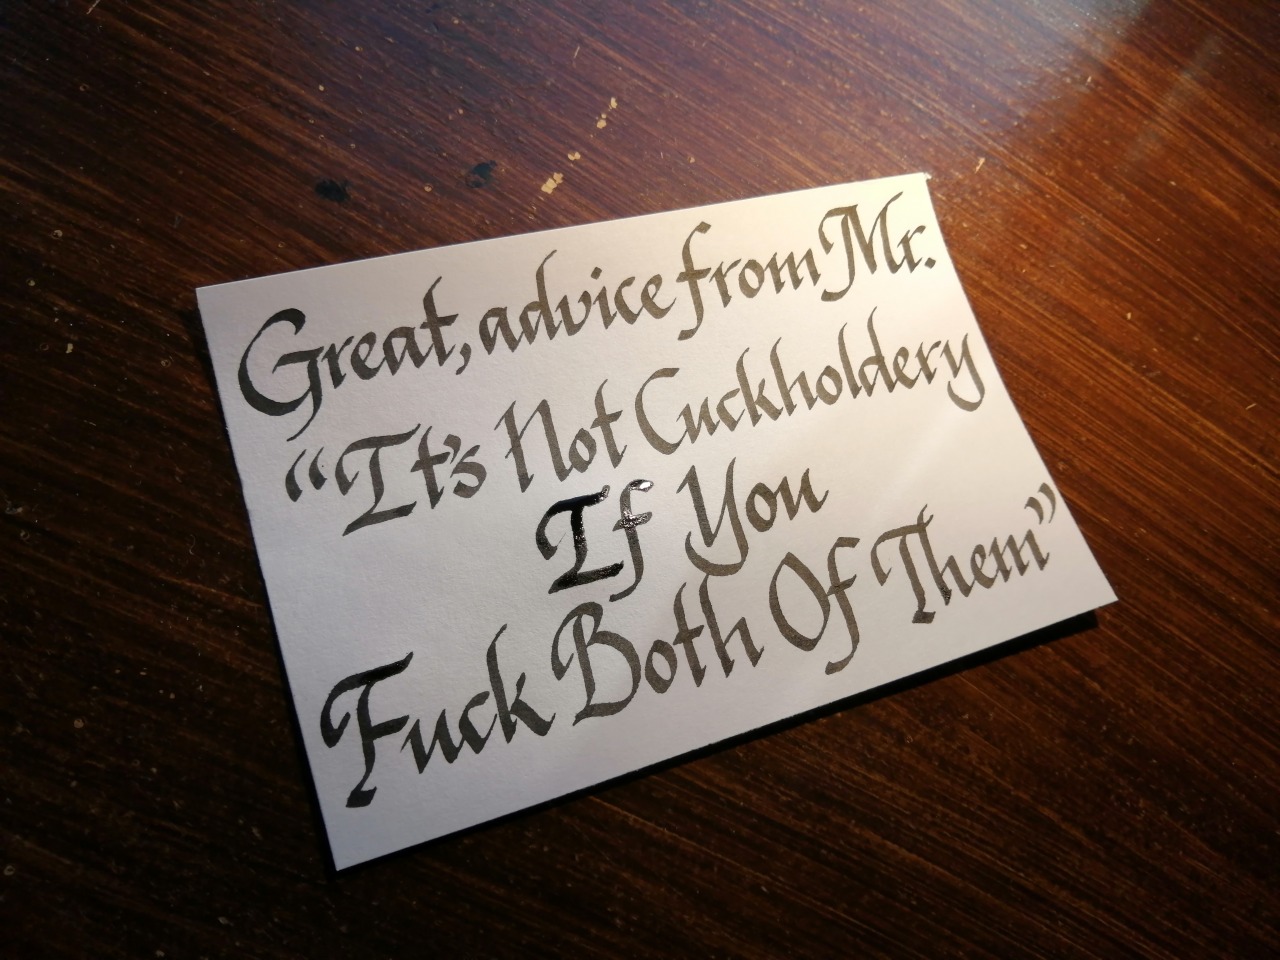 Great, advice from Mr.
“It's Not Cuckholdery
If You
Fuck Both Of Them”